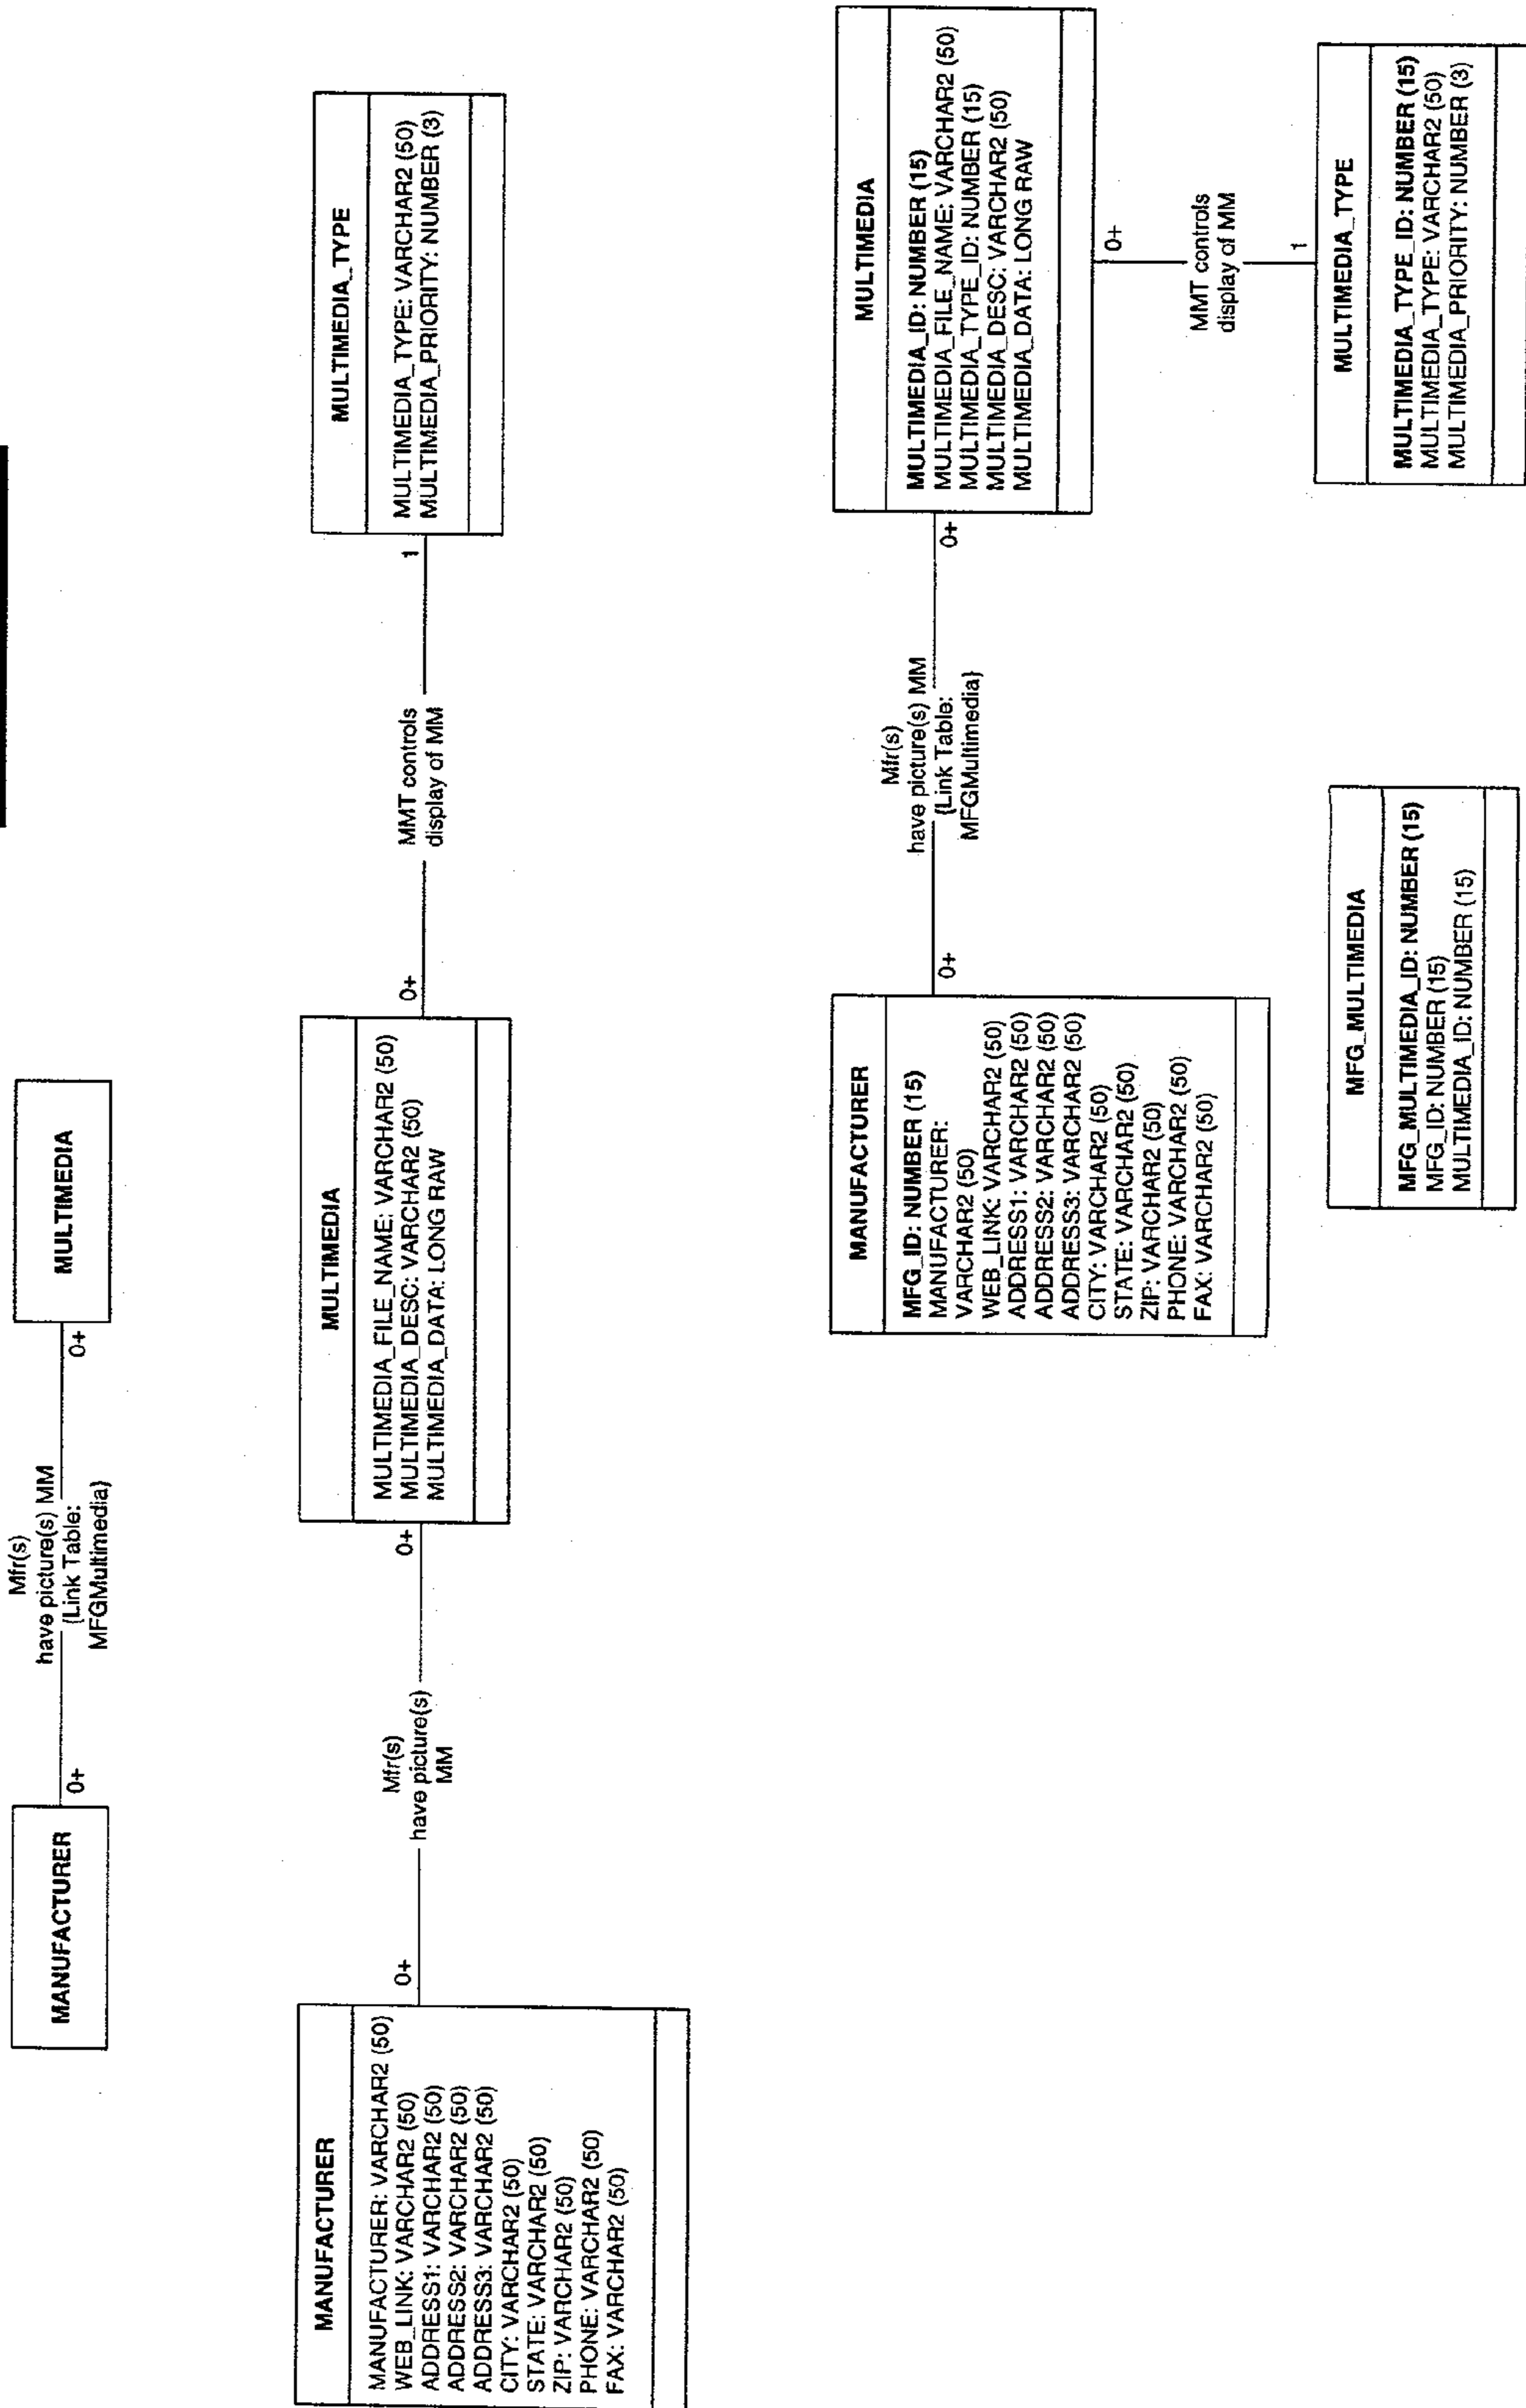 MANUFACTURER
0+
Mfr(s)
have picture(s) MM
{Link Table:
MFGMultimedia}
0+
MULTIMEDIA
MANUFACTURER
MANUFACTURER: VARCHAR2 (50)
WEB_LINK: VARCHAR2 (50)
ADDRESS1: VARCHAR2 (50)
ADDRESS2: VARCHAR2 (50)
ADDRESS3: VARCHAR2 (50)
CITY: VARCHAR2 (50)
STATE: VARCHAR2 (50)
ZIP: VARCHAR2 (50)
PHONE: VARCHAR2 (50)
FAX: VARCHAR2 (50)
0+
Mfr(s)
have picture(s)
MM
0+
MULTIMEDIA
MULTIMEDIA_FILE_NAME: VARCHAR2 (50)
MULTIMEDIA_DESC: VARCHAR2 (50)
MULTIMEDIA_DATA: LONG RAW
0+
MMT controls
display of MM
1
MULTIMEDIA_TYPE
MULTIMEDIA_TYPE: VARCHAR2 (50)
MULTIMEDIA_PRIORITY: NUMBER (3)
MANUFACTURER
MFG_ID: NUMBER (15)
MANUFACTURER:
VARCHAR2 (50)
WEB_LINK: VARCHAR2 (50)
ADDRESS1: VARCHAR2 (50)
ADDRESS2: VARCHAR2 (50)
ADDRESS3: VARCHAR2 (50)
CITY: VARCHAR2 (50)
STATE: VARCHAR2 (50)
ZIP: VARCHAR2 (50)
PHONE: VARCHAR2 (50)
FAX: VARCHAR2 (50)
0+
Mfr(s)
have picture(s) MM
{Link Table:
MFGMultimedia}
0+
MULTIMEDIA
MULTIMEDIA_ID: NUMBER (15)
MULTIMEDIA_FILE_NAME: VARCHAR2 (50)
MULTIMEDIA_TYPE_ID: NUMBER (15)
MULTIMEDIA_DESC: VARCHAR2 (50)
MULTIMEDIA_DATA: LONG RAW
0+
MMT controls
display of MM
1
MFG_MULTIMEDIA
MFG_MULTIMEDIA_ID: NUMBER (15)
MFG_ID: NUMBER (15)
MULTIMEDIA_ID: NUMBER (15)
MULTIMEDIA_TYPE
MULTIMEDIA_TYPE_ID: NUMBER (15)
MULTIMEDIA_TYPE: VARCHAR2 (50)
MULTIMEDIA_PRIORITY: NUMBER (3)